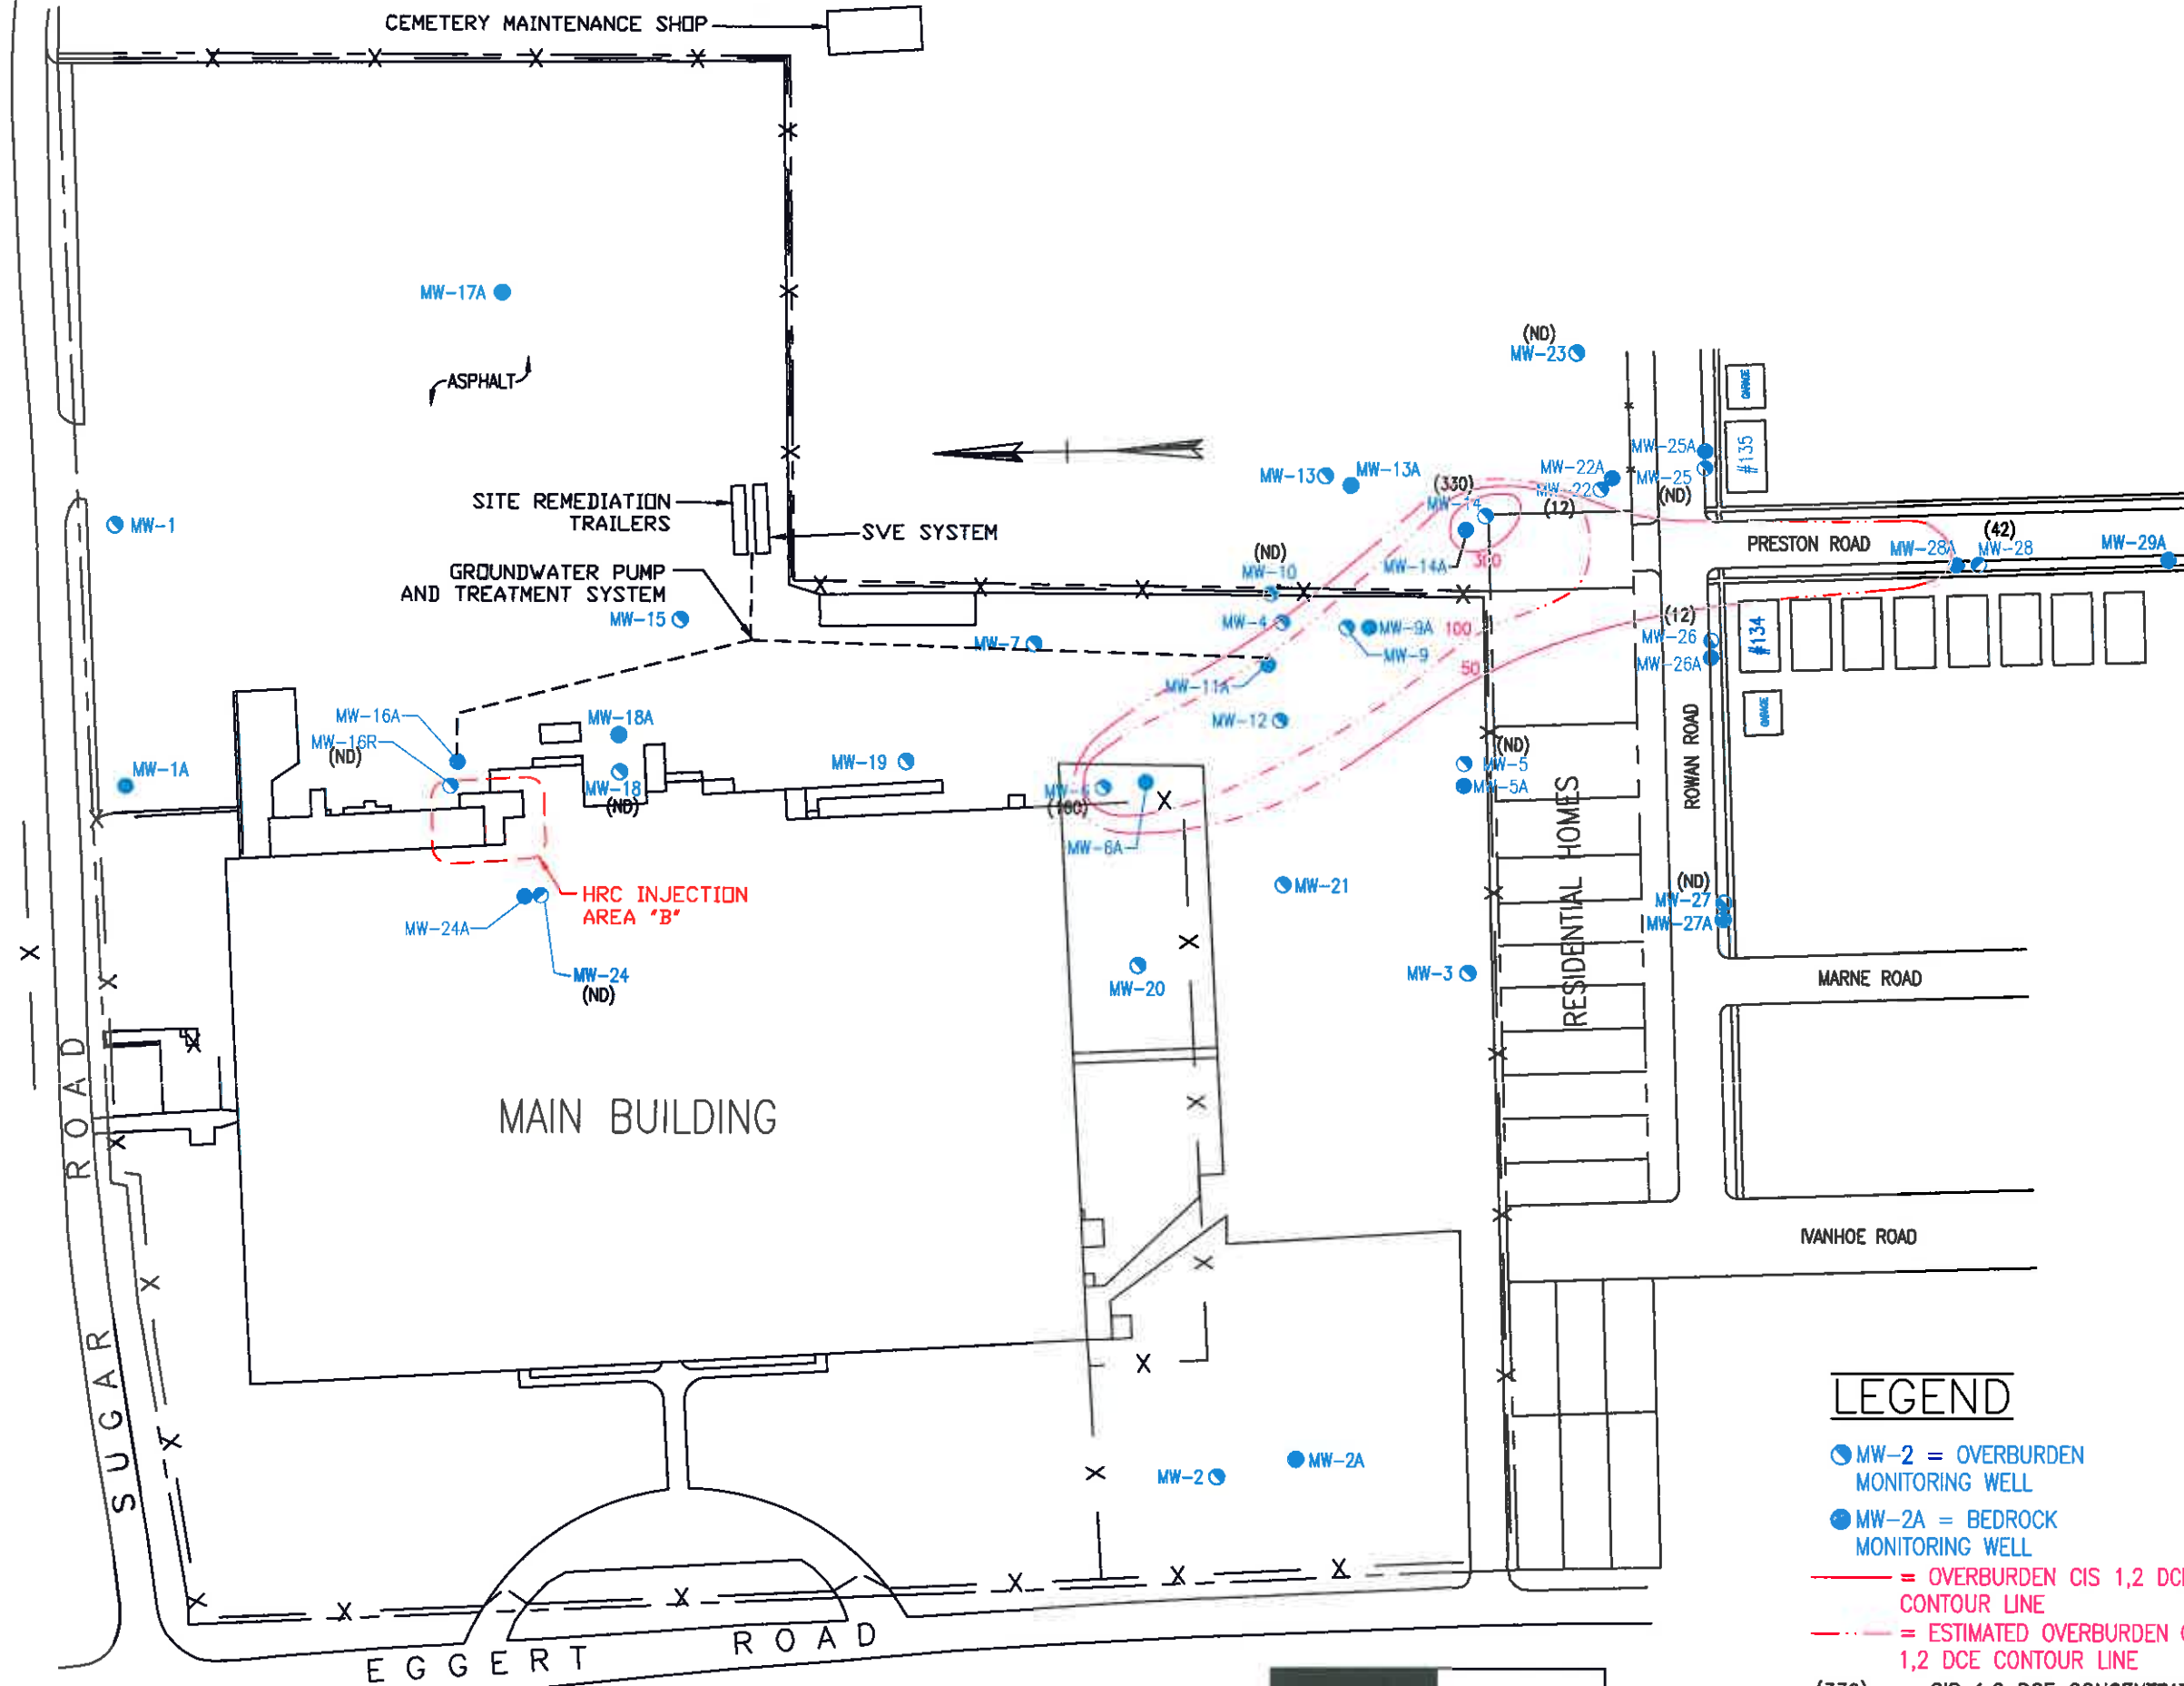 CEMETERY MAINTENANCE SHOP
MW-17A
ASPHALT
(ND)
MW-23
GARAGE
#135
MW-25A
MW-25
(ND)
MW-22A
MW-22
(12)
MW-13
MW-13A
(330)
MW-14
MW-14A
300
SITE REMEDIATION
TRAILERS
SVE SYSTEM
MW-1
GROUNDWATER PUMP
AND TREATMENT SYSTEM
MW-15
(ND)
MW-10
PRESTON ROAD
(42)
MW-28A
MW-28
MW-29A
MW-4
MW-9A
100
MW-9
MW-7
50
(12)
MW-26
MW-26A
#134
GARAGE
MW-11A
MW-12
MW-16A
MW-16R
(ND)
MW-18A
MW-18
(ND)
MW-19
MW-1A
MW-6
MW-6A
(ND)
MW-5
MW-5A
ROWAN ROAD
RESIDENTIAL HOMES
HRC INJECTION
AREA "B"
MW-24A
MW-24
(ND)
MW-21
MW-20
MW-3
(ND)
MW-27
MW-27A
MARNE ROAD
MAIN BUILDING
IVANHOE ROAD
SUGAR ROAD
MW-2
MW-2A
EGGERT ROAD
LEGEND
MW-2 = OVERBURDEN
MONITORING WELL
MW-2A = BEDROCK
MONITORING WELL
= OVERBURDEN CIS 1,2
CONTOUR LINE
= ESTIMATED OVERBURDEN
1,2 DCE CONTOUR LINE